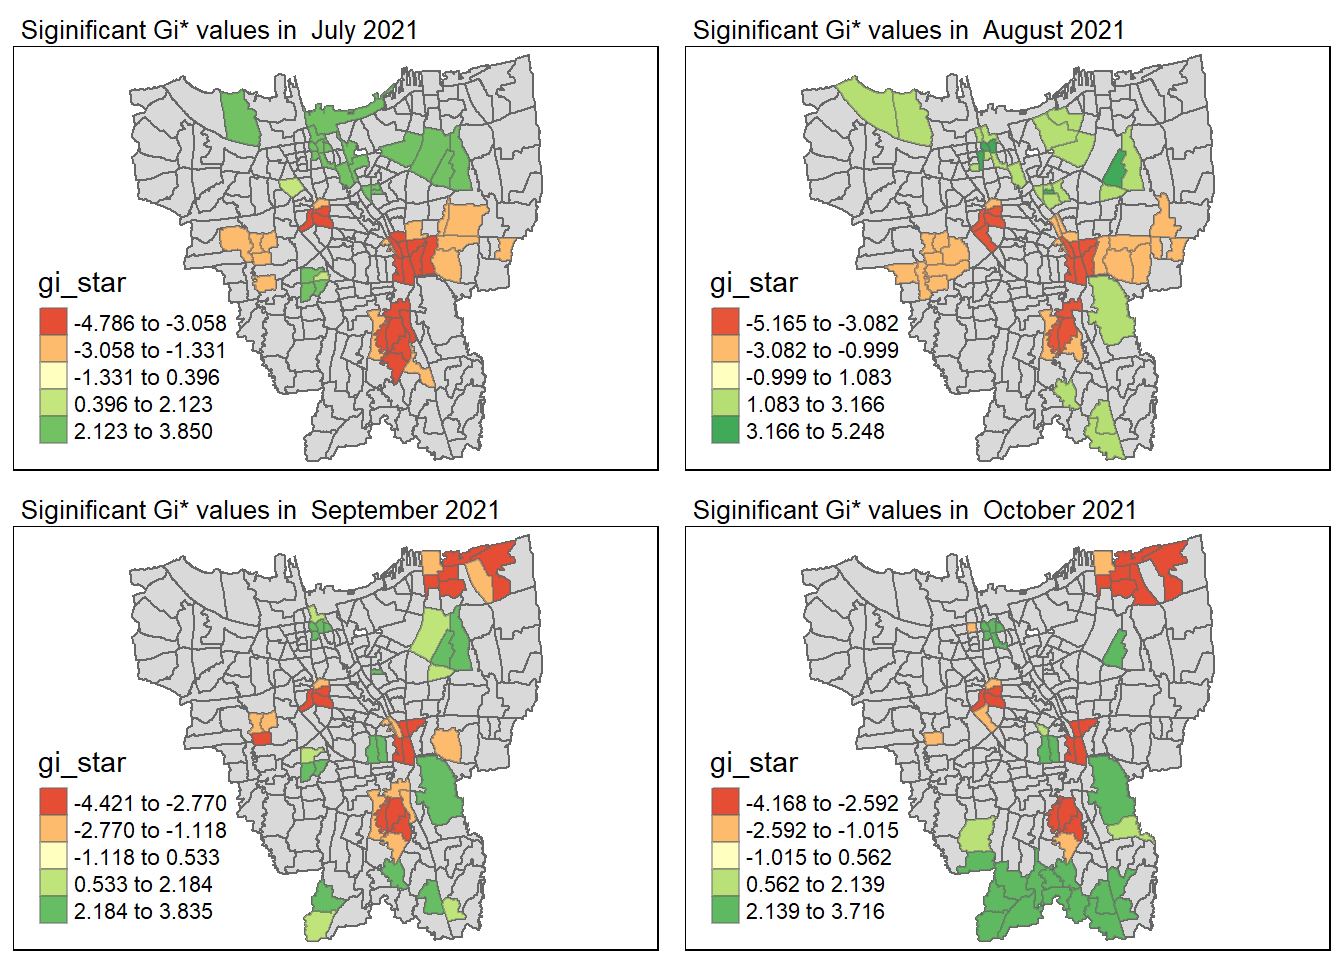 Siginificant Gi* values in  July 2021
gi_star
-4.786 to -3.058
-3.058 to -1.331
-1.331 to 0.396
0.396 to 2.123
2.123 to 3.850
Siginificant Gi* values in  August 2021
gi_star
-5.165 to -3.082
-3.082 to -0.999
-0.999 to 1.083
1.083 to 3.166
3.166 to 5.248
Siginificant Gi* values in  September 2021
gi_star
-4.421 to -2.770
-2.770 to -1.118
-1.118 to 0.533
0.533 to 2.184
2.184 to 3.835
Siginificant Gi* values in  October 2021
gi_star
-4.168 to -2.592
-2.592 to -1.015
-1.015 to 0.562
0.562 to 2.139
2.139 to 3.716